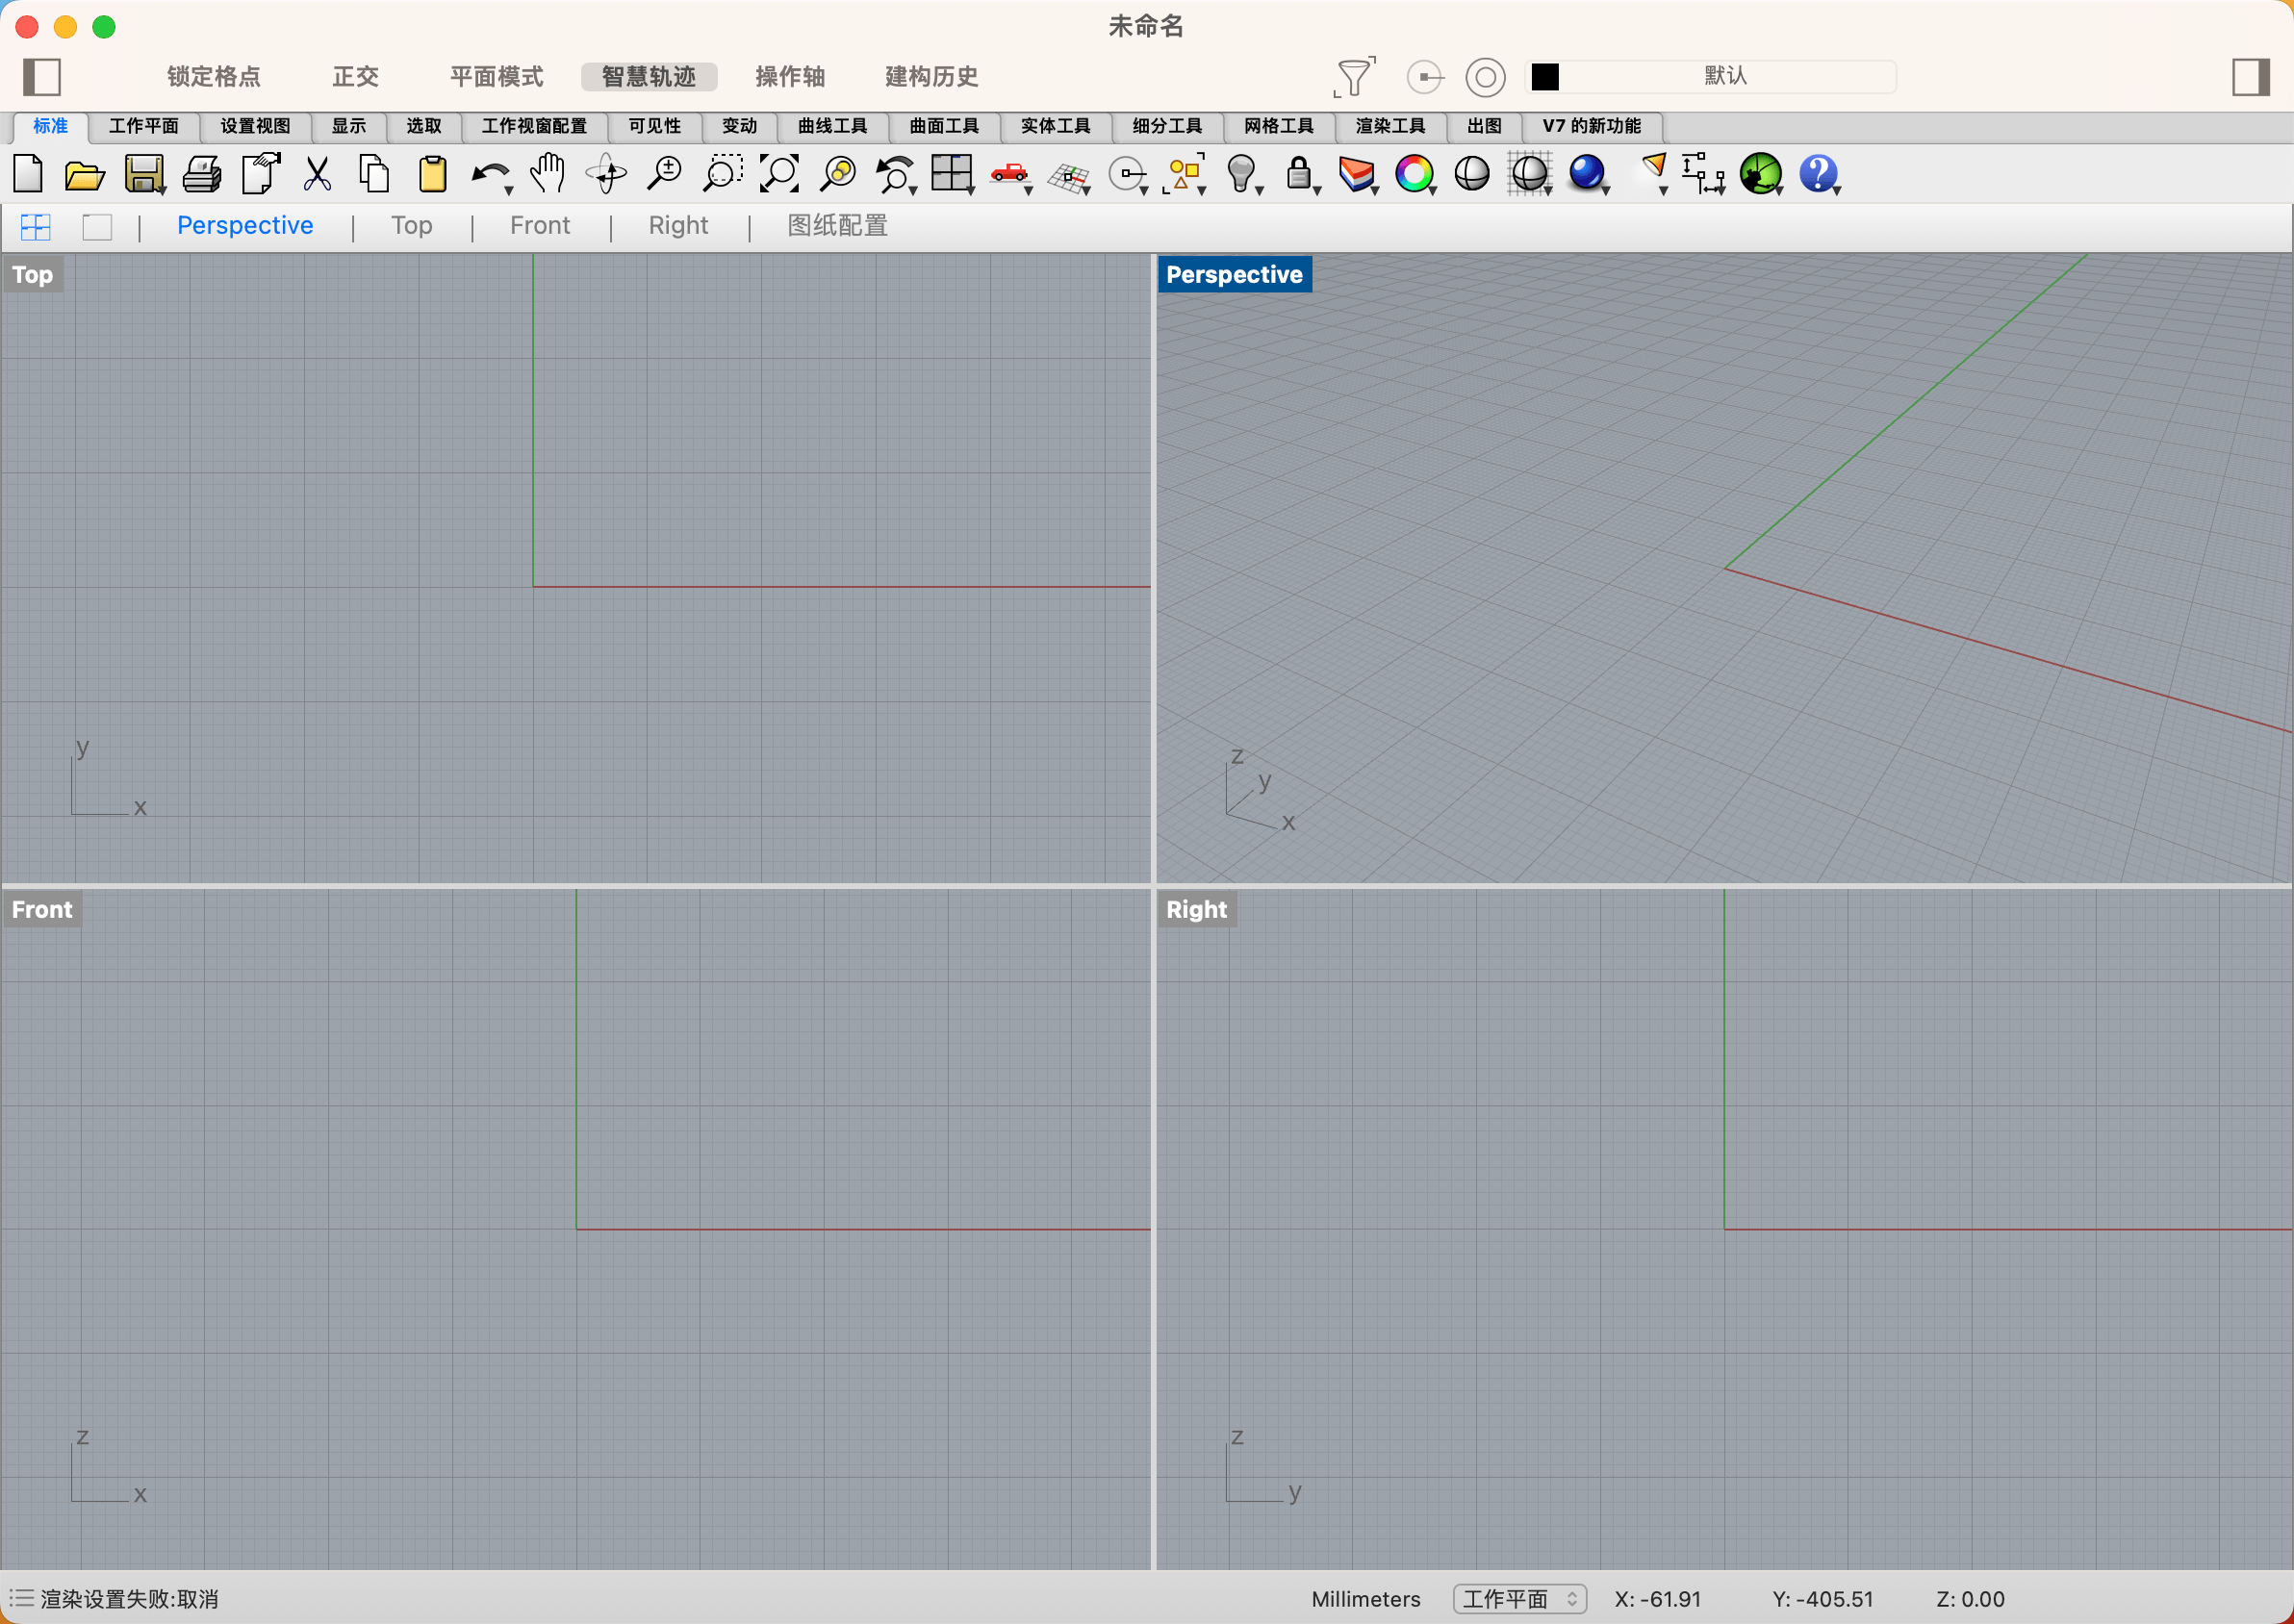 未命名
锁定格点 正交 平面模式 智慧轨迹 操作轴 建构历史 默认
标准 工作平面 设置视图 显示 选取 工作视窗配置 可见性 变动 曲线工具 曲面工具 实体工具 细分工具 网格工具 渲染工具 出图 V7 的新功能
Perspective Top Front Right 图纸配置
Top Perspective
y
x
z
y
x
Front Right
z
x
z
y
渲染设置失败:取消 Millimeters 工作平面 X: -61.91 Y: -405.51 Z: 0.00